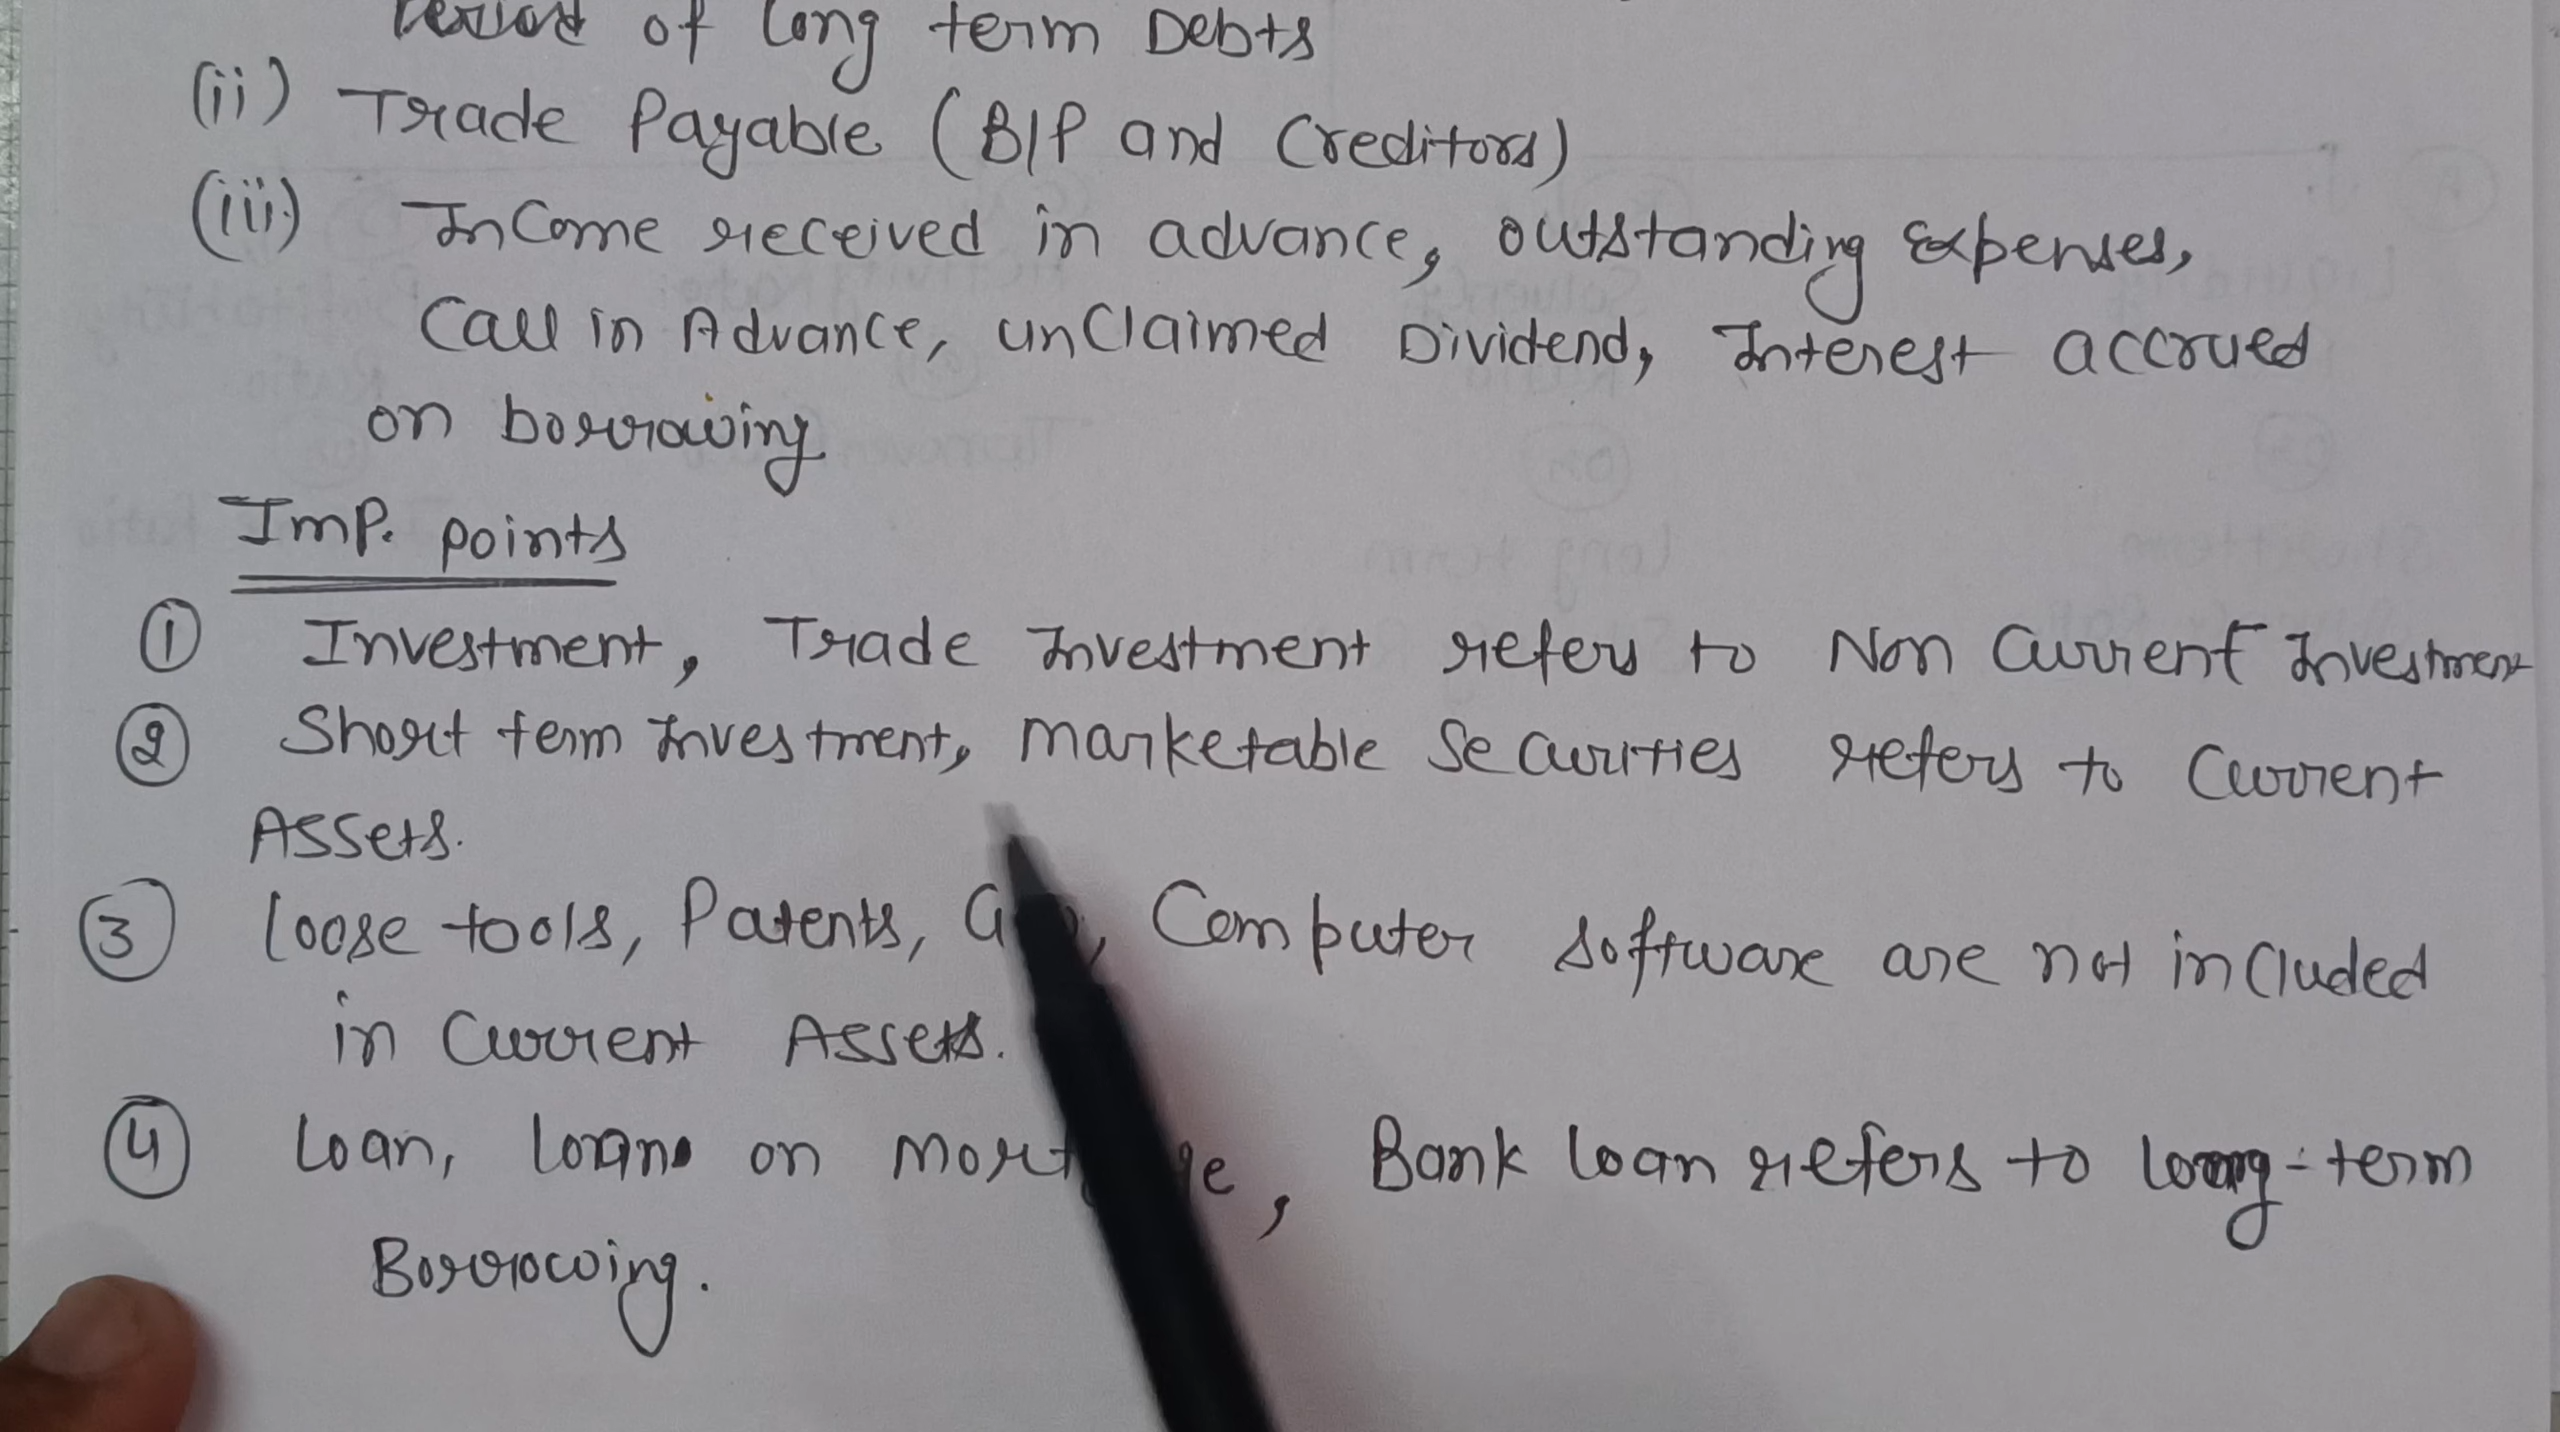 of long term Debts
(ii) Trade Payable (B/P and Creditors)
(iii) Income received in advance, outstanding Expenses,
Call in Advance, unclaimed Dividend, Interest accrued
on borrowing
Imp. points
① Investment, Trade Investment refers to Non Current Investment
② Short term Investment, marketable Securities refers to Current
Assets.
③ loose tools, Patents, Computer software are not included
in Current Assets.
④ Loan, loans on mortgage, Bank loan refers to long-term
Borrowing.